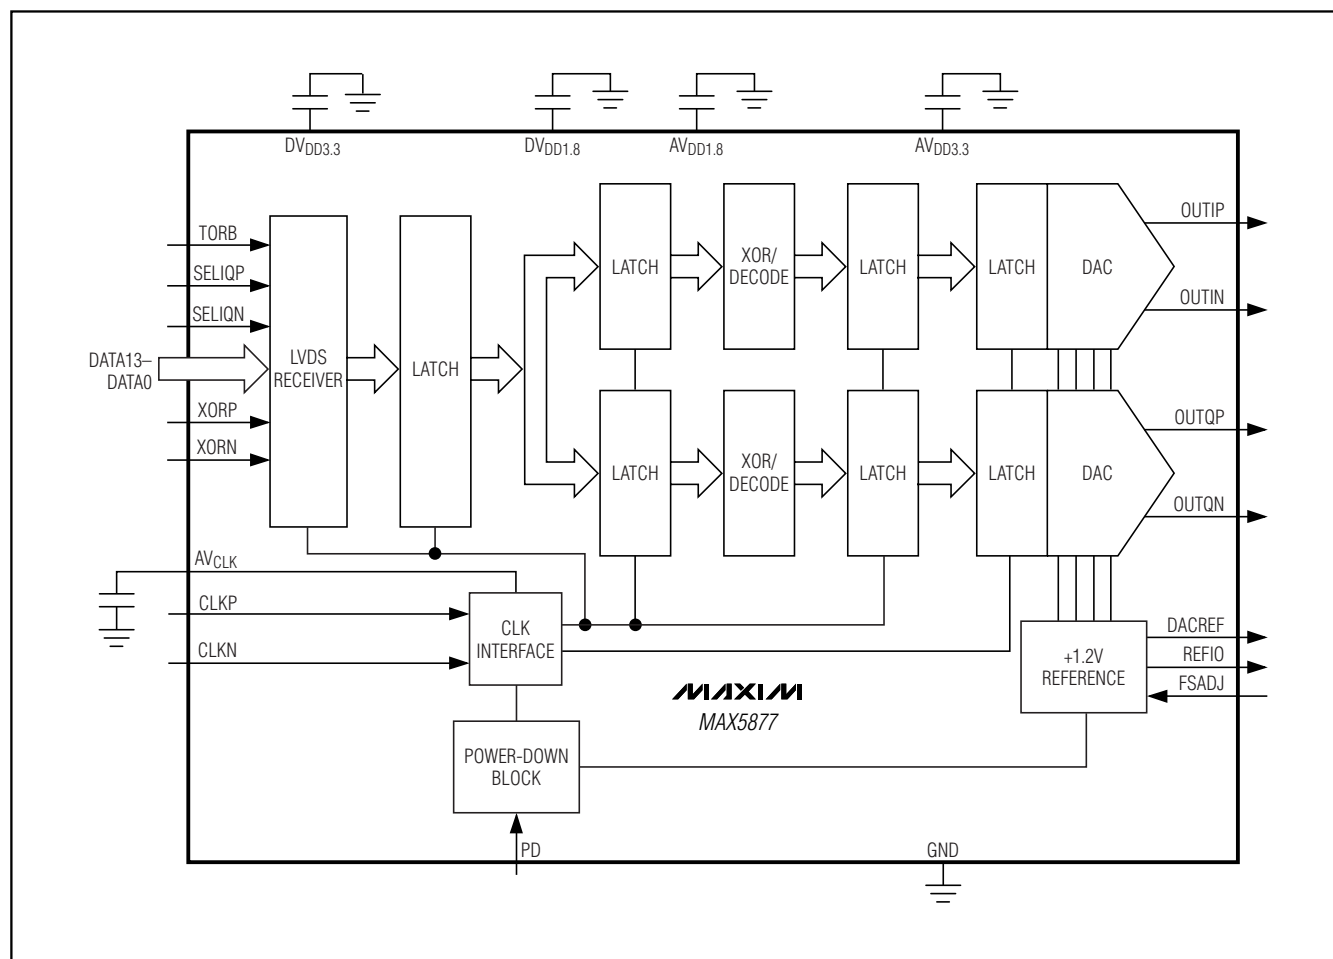 DVDD3.3
DVDD1.8
AVDD1.8
AVDD3.3
TORB
SELIQP
SELIQN
DATA13–
DATA0
XORP
XORN
LVDS
RECEIVER
LATCH
LATCH
XOR/
DECODE
LATCH
LATCH
DAC
OUTIP
OUTIN
LATCH
XOR/
DECODE
LATCH
LATCH
DAC
OUTQP
OUTQN
AVCLK
CLKP
CLKN
CLK
INTERFACE
+1.2V
REFERENCE
DACREF
REFIO
FSADJ
MAXIM
MAX5877
POWER-DOWN
BLOCK
PD
GND